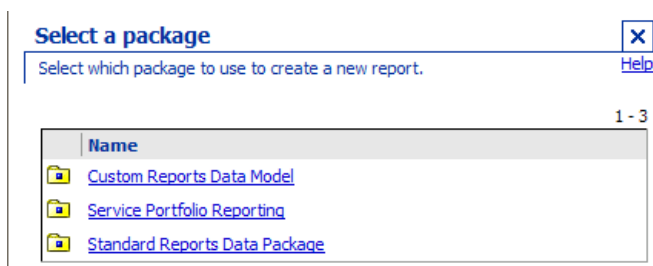 Select a package
Select which package to use to create a new report.
Help
1 - 3
Name
Custom Reports Data Model
Service Portfolio Reporting
Standard Reports Data Package